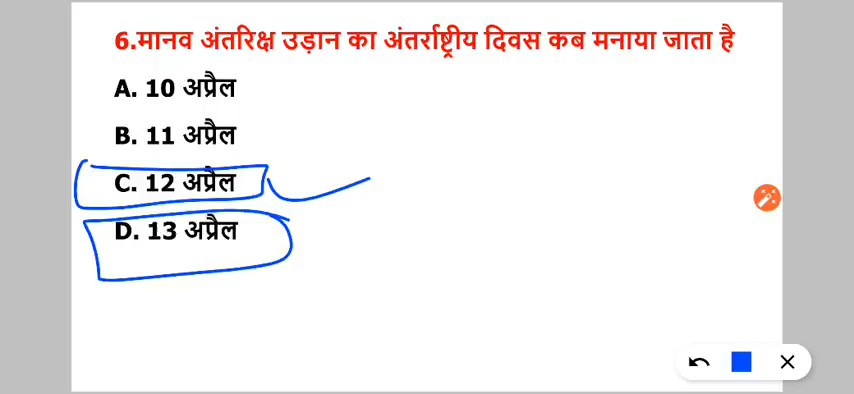 6.मानव अंतरिक्ष उड़ान का अंतर्राष्ट्रीय दिवस कब मनाया जाता है
A. 10 अप्रैल
B. 11 अप्रैल
C. 12 अप्रैल
D. 13 अप्रैल